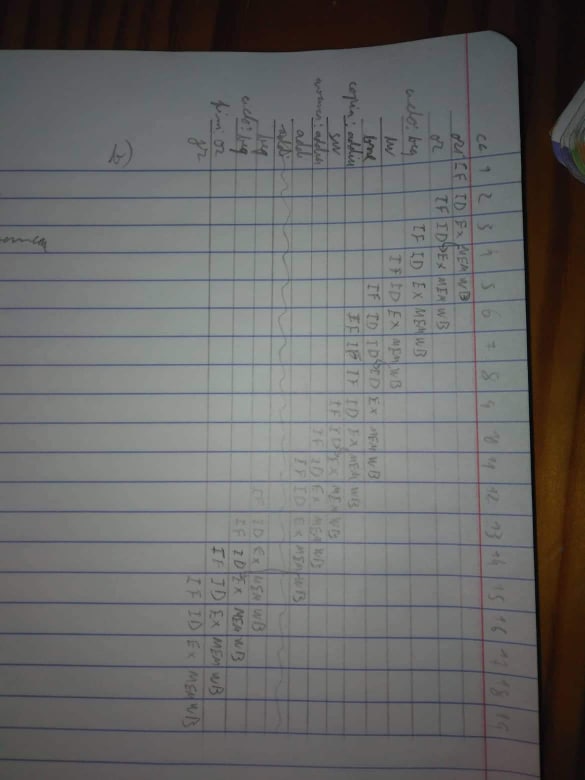 cc 1 2 3 4 5 6 7 8 9 10 11 12 13 14 15 16 17 18 19
ori IF ID EX MEM WB
or IF ID EX MEM WB
ciclo: beq IF ID EX MEM WB
lw IF ID EX MEM WB
bne IF ID ID ID EX MEM WB
copia: addiu IF IF IF ID EX MEM WB
sw IF ID EX MEM WB
addiu IF ID EX MEM WB
add IF ID EX MEM WB
addi
beq IF ID EX MEM WB
ciclo: beq IF ID EX MEM WB
fim: or IF ID EX MEM WB
jr IF ID EX MEM WB